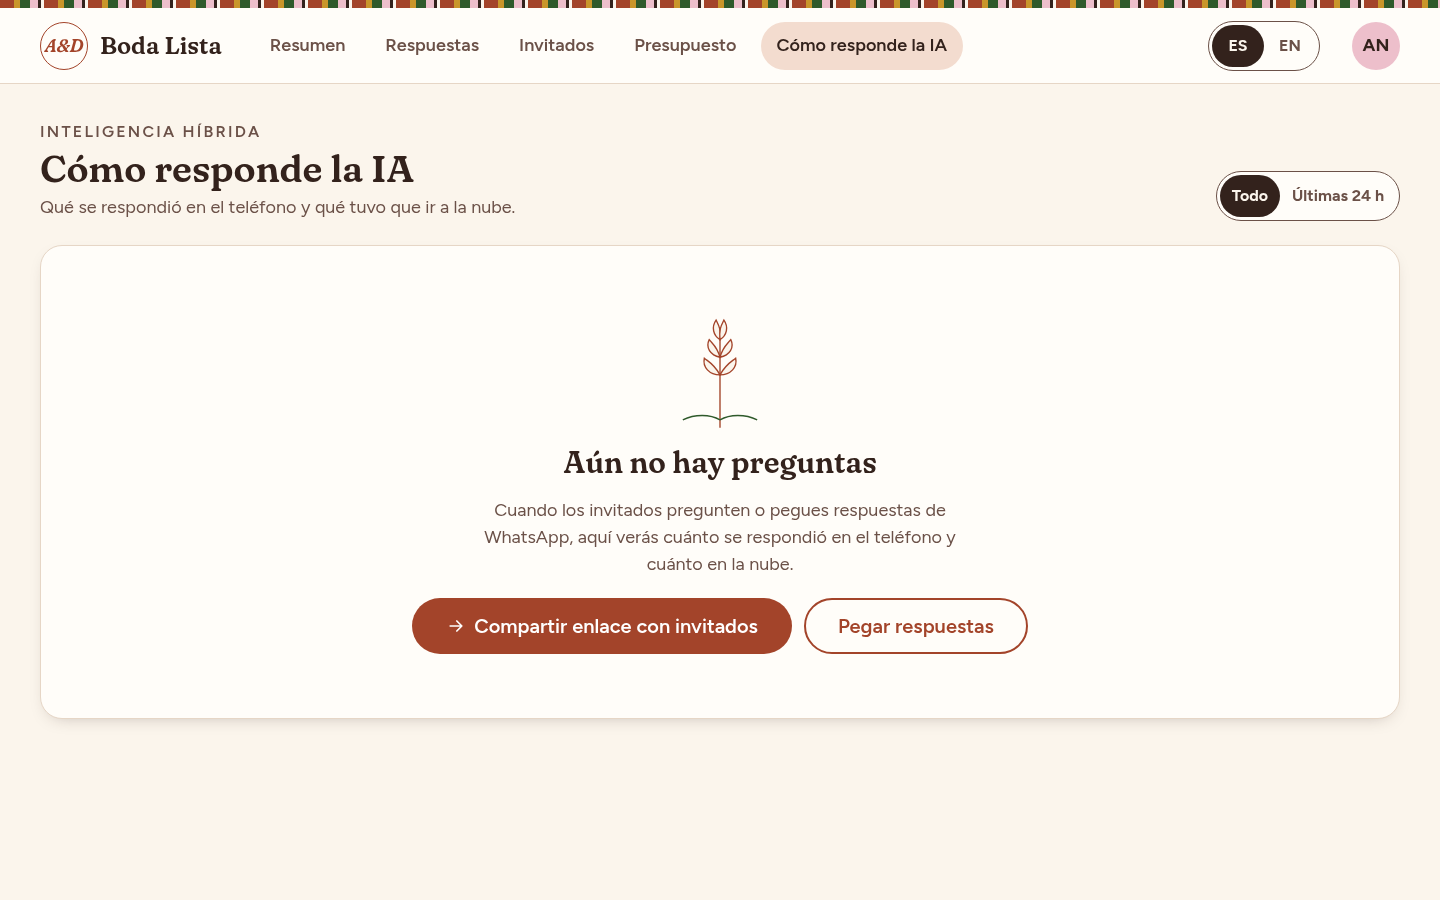 A&D
Boda Lista
Resumen
Respuestas
Invitados
Presupuesto
Cómo responde la IA
ES
EN
AN
INTELIGENCIA HÍBRIDA
Cómo responde la IA
Qué se respondió en el teléfono y qué tuvo que ir a la nube.
Todo
Últimas 24 h
Aún no hay preguntas
Cuando los invitados pregunten o pegues respuestas de
WhatsApp, aquí verás cuánto se respondió en el teléfono y
cuánto en la nube.
→ Compartir enlace con invitados
Pegar respuestas